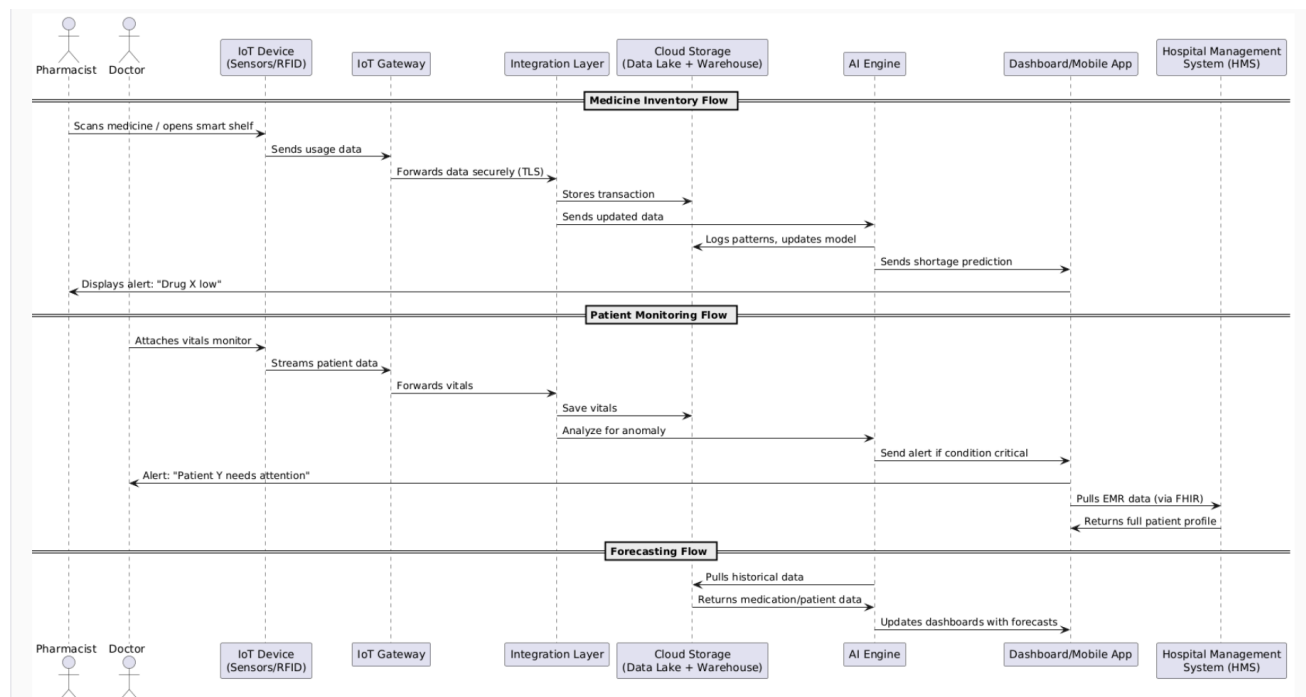 Pharmacist
Doctor
IoT Device
(Sensors/RFID)
IoT Gateway
Integration Layer
Cloud Storage
(Data Lake + Warehouse)
AI Engine
Dashboard/Mobile App
Hospital Management
System (HMS)
Medicine Inventory Flow
Scans medicine / opens smart shelf
Sends usage data
Forwards data securely (TLS)
Stores transaction
Sends updated data
Logs patterns, updates model
Sends shortage prediction
Displays alert: "Drug X low"
Patient Monitoring Flow
Attaches vitals monitor
Streams patient data
Forwards vitals
Save vitals
Analyze for anomaly
Send alert if condition critical
Alert: "Patient Y needs attention"
Pulls EMR data (via FHIR)
Returns full patient profile
Forecasting Flow
Pulls historical data
Returns medication/patient data
Updates dashboards with forecasts
Pharmacist
Doctor
IoT Device
(Sensors/RFID)
IoT Gateway
Integration Layer
Cloud Storage
(Data Lake + Warehouse)
AI Engine
Dashboard/Mobile App
Hospital Management
System (HMS)